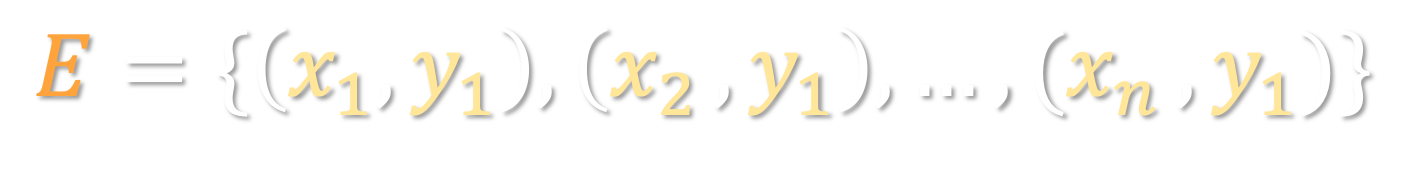 E = {(x₁, y₁), (x₂ , y₁), … , (xₙ , y₁)}